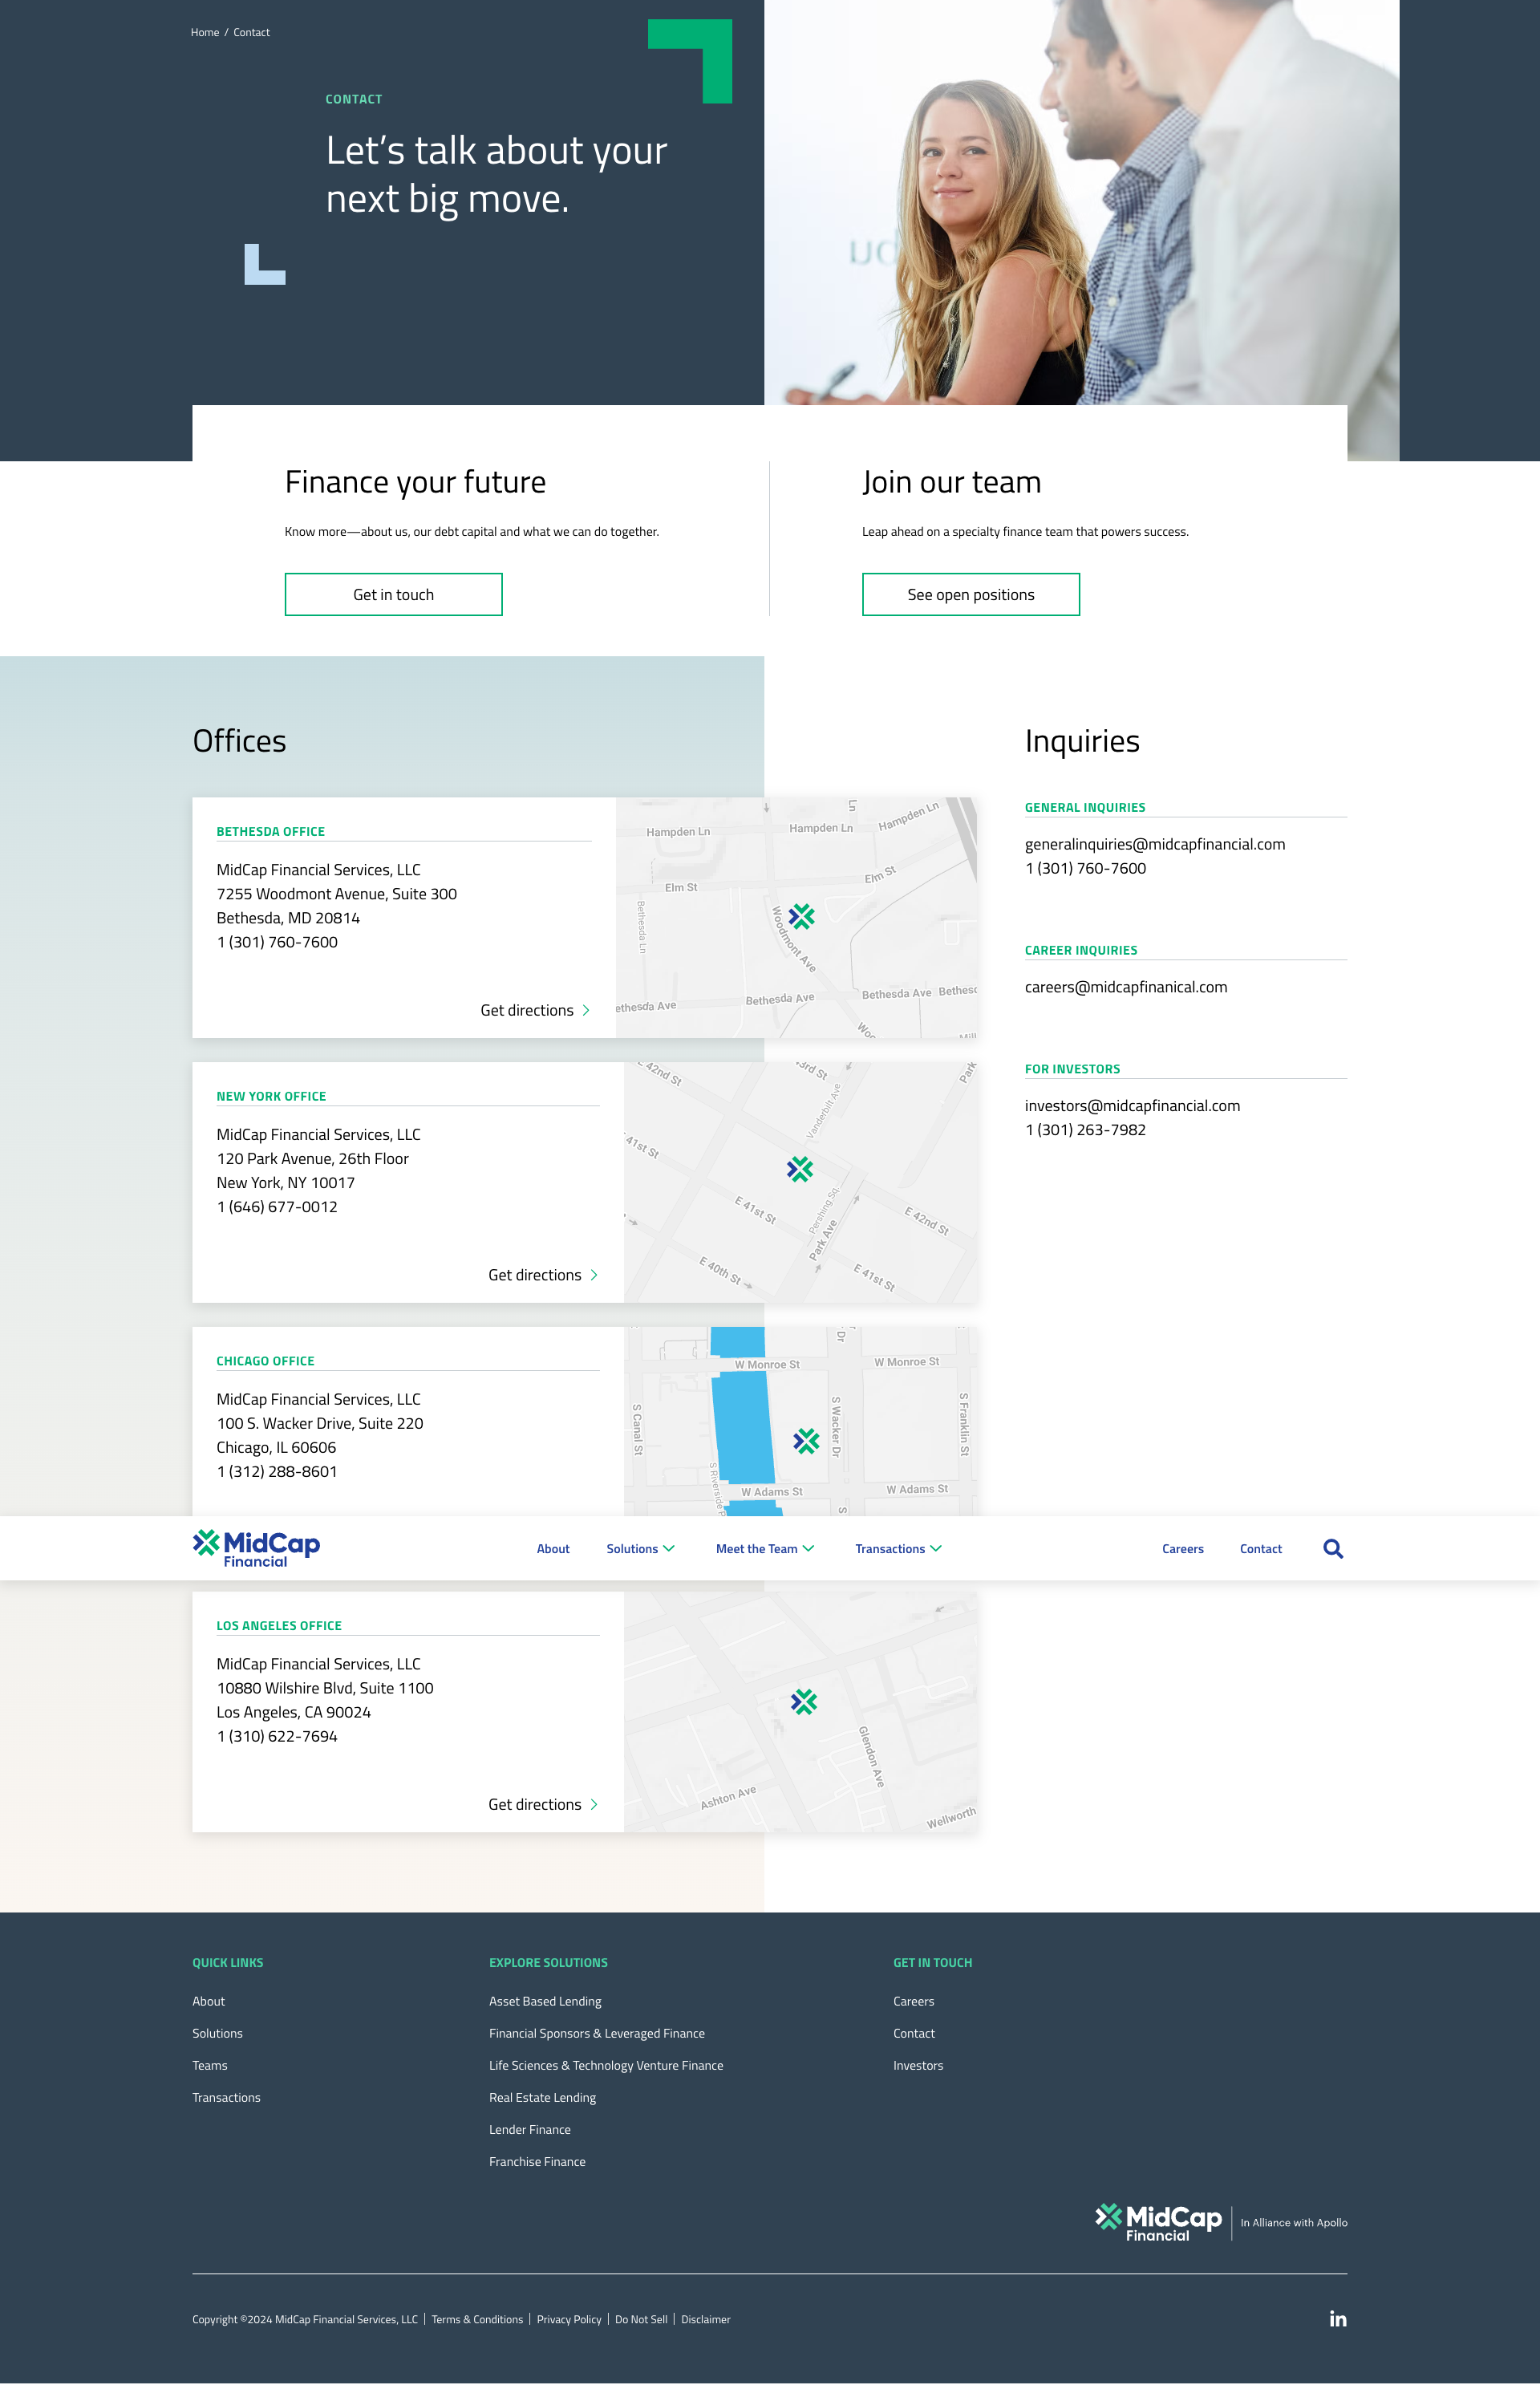 Home / Contact
CONTACT
Let’s talk about your
next big move.
Finance your future
Know more—about us, our debt capital and what we can do together.
Get in touch
Join our team
Leap ahead on a specialty finance team that powers success.
See open positions
Offices
BETHESDA OFFICE
MidCap Financial Services, LLC
7255 Woodmont Avenue, Suite 300
Bethesda, MD 20814
1 (301) 760-7600
Get directions
Ln
Hampden Ln
Hampden Ln
Hampden Ln
Elm St
Elm St
Bethesda Ln
Woodmont Ave
Bethesda Ave
Bethesda Ave
NEW YORK OFFICE
MidCap Financial Services, LLC
120 Park Avenue, 26th Floor
New York, NY 10017
1 (646) 677-0012
Get directions
E 42nd St
Park
Vanderbilt Ave
E 41st St
E 41st St
Pershing Sq.
Park Ave
E 42nd St
E 40th St
E 41st St
CHICAGO OFFICE
MidCap Financial Services, LLC
100 S. Wacker Drive, Suite 220
Chicago, IL 60606
1 (312) 288-8601
Dr
W Monroe St
W Monroe St
S Canal St
S Wacker Dr
S Franklin St
S Riverside P
W Adams St
W Adams St
S
MidCap
Financial
About
Solutions
Meet the Team
Transactions
Careers
Contact
LOS ANGELES OFFICE
MidCap Financial Services, LLC
10880 Wilshire Blvd, Suite 1100
Los Angeles, CA 90024
1 (310) 622-7694
Get directions
Glendon Ave
Ashton Ave
Wellworth
Inquiries
GENERAL INQUIRIES
generalinquiries@midcapfinancial.com
1 (301) 760-7600
CAREER INQUIRIES
careers@midcapfinanical.com
FOR INVESTORS
investors@midcapfinancial.com
1 (301) 263-7982
QUICK LINKS
About
Solutions
Teams
Transactions
EXPLORE SOLUTIONS
Asset Based Lending
Financial Sponsors & Leveraged Finance
Life Sciences & Technology Venture Finance
Real Estate Lending
Lender Finance
Franchise Finance
GET IN TOUCH
Careers
Contact
Investors
MidCap
Financial
In Alliance with Apollo
Copyright ©2024 MidCap Financial Services, LLC | Terms & Conditions | Privacy Policy | Do Not Sell | Disclaimer
in